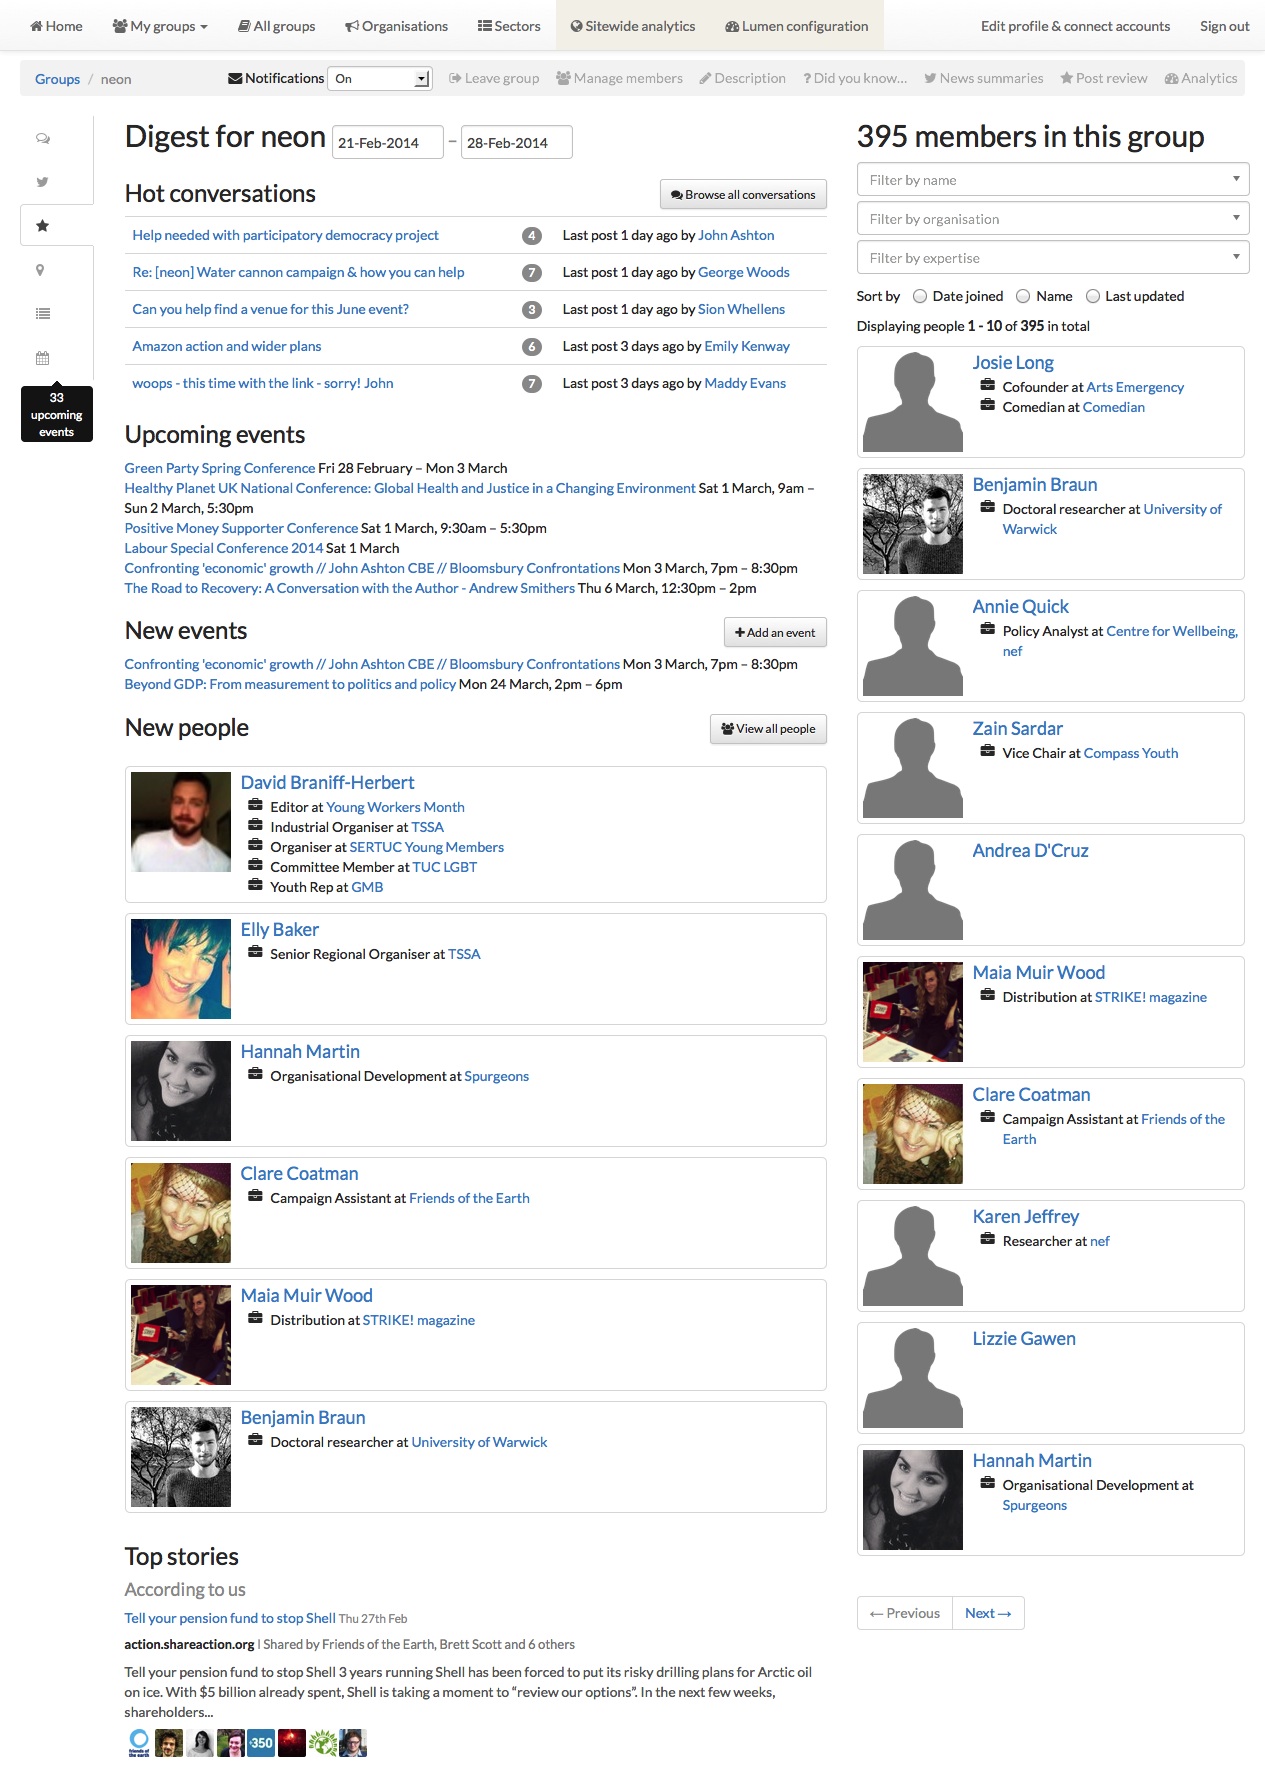 Home My groups All groups Organisations Sectors Sitewide analytics Lumen configuration Edit profile & connect accounts Sign out
Groups / neon Notifications On Leave group Manage members Description ? Did you know... News summaries Post review Analytics
33
upcoming
events
Digest for neon 21-Feb-2014 – 28-Feb-2014
Hot conversations Browse all conversations
Help needed with participatory democracy project 4 Last post 1 day ago by John Ashton
Re: [neon] Water cannon campaign & how you can help 7 Last post 1 day ago by George Woods
Can you help find a venue for this June event? 3 Last post 1 day ago by Sion Whellens
Amazon action and wider plans 6 Last post 3 days ago by Emily Kenway
woops - this time with the link - sorry! John 7 Last post 3 days ago by Maddy Evans
Upcoming events
Green Party Spring Conference Fri 28 February – Mon 3 March
Healthy Planet UK National Conference: Global Health and Justice in a Changing Environment Sat 1 March, 9am –
Sun 2 March, 5:30pm
Positive Money Supporter Conference Sat 1 March, 9:30am – 5:30pm
Labour Special Conference 2014 Sat 1 March
Confronting 'economic' growth // John Ashton CBE // Bloomsbury Confrontations Mon 3 March, 7pm – 8:30pm
The Road to Recovery: A Conversation with the Author - Andrew Smithers Thu 6 March, 12:30pm – 2pm
New events + Add an event
Confronting 'economic' growth // John Ashton CBE // Bloomsbury Confrontations Mon 3 March, 7pm – 8:30pm
Beyond GDP: From measurement to politics and policy Mon 24 March, 2pm – 6pm
New people View all people
David Braniff-Herbert
Editor at Young Workers Month
Industrial Organiser at TSSA
Organiser at SERTUC Young Members
Committee Member at TUC LGBT
Youth Rep at GMB
Elly Baker
Senior Regional Organiser at TSSA
Hannah Martin
Organisational Development at Spurgeons
Clare Coatman
Campaign Assistant at Friends of the Earth
Maia Muir Wood
Distribution at STRIKE! magazine
Benjamin Braun
Doctoral researcher at University of Warwick
Top stories
According to us
Tell your pension fund to stop Shell Thu 27th Feb
action.shareaction.org | Shared by Friends of the Earth, Brett Scott and 6 others
Tell your pension fund to stop Shell 3 years running Shell has been forced to put its risky drilling plans for Arctic oil
on ice. With $5 billion already spent, Shell is taking a moment to “review our options”. In the next few weeks,
shareholders...
friends of
the earth
350
395 members in this group
Filter by name
Filter by organisation
Filter by expertise
Sort by Date joined Name Last updated
Displaying people 1 - 10 of 395 in total
Josie Long
Cofounder at Arts Emergency
Comedian at Comedian
Benjamin Braun
Doctoral researcher at University of
Warwick
Annie Quick
Policy Analyst at Centre for Wellbeing,
nef
Zain Sardar
Vice Chair at Compass Youth
Andrea D'Cruz
Maia Muir Wood
Distribution at STRIKE! magazine
Clare Coatman
Campaign Assistant at Friends of the
Earth
Karen Jeffrey
Researcher at nef
Lizzie Gawen
Hannah Martin
Organisational Development at
Spurgeons
← Previous Next →